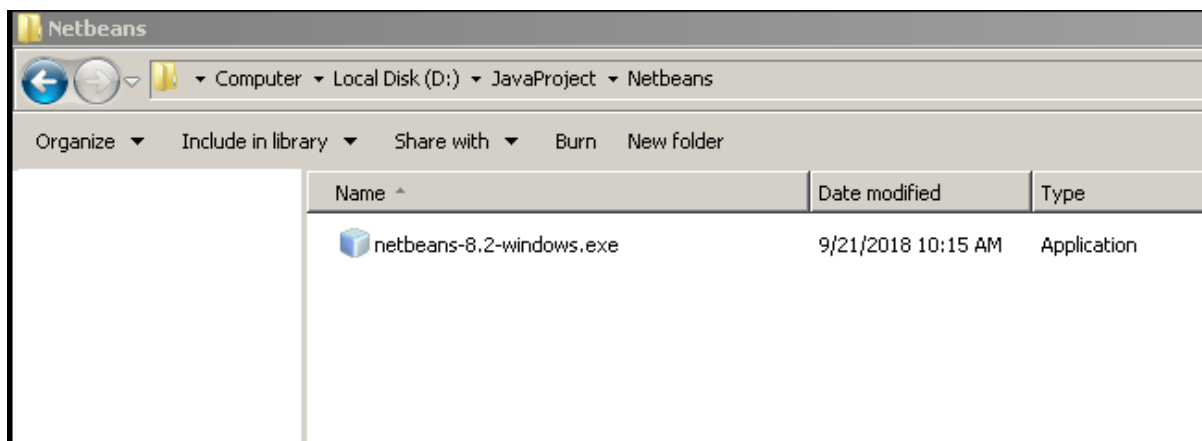 Netbeans
Computer Local Disk (D:) JavaProject Netbeans
Organize Include in library Share with Burn New folder
Name Date modified Type
netbeans-8.2-windows.exe 9/21/2018 10:15 AM Application